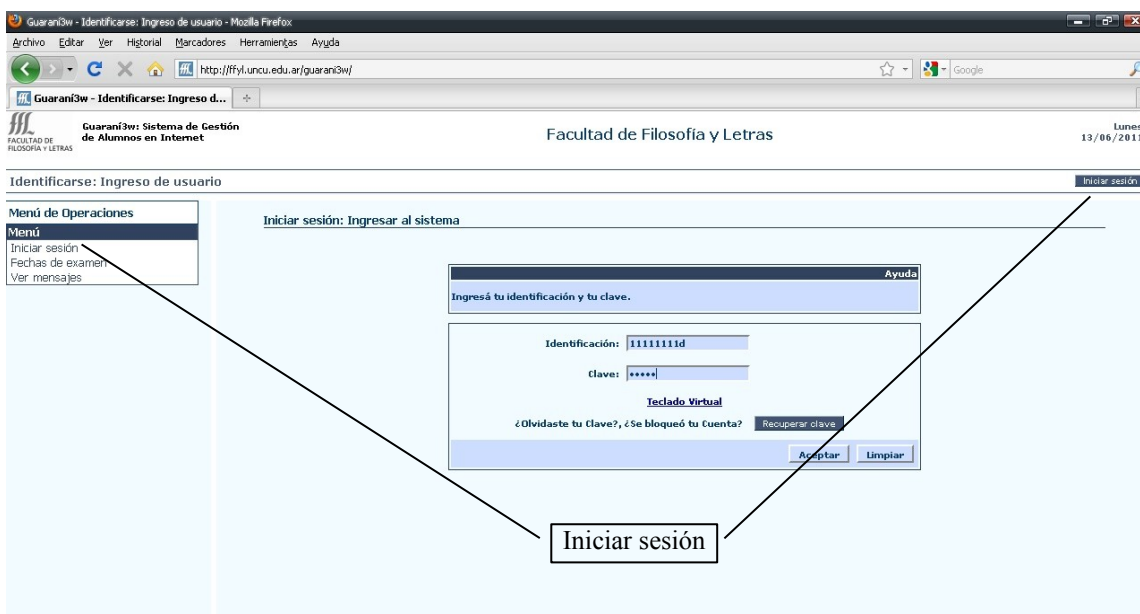 Guaraní3w - Identificarse: Ingreso de usuario - Mozilla Firefox
Archivo Editar Ver Historial Marcadores Herramientas Ayuda
http://ffyl.uncu.edu.ar/guarani3w/
Google
Guaraní3w - Identificarse: Ingreso d...
FACULTAD DE
FILOSOFÍA Y LETRAS
Guaraní3w: Sistema de Gestión
de Alumnos en Internet
Facultad de Filosofía y Letras
Lunes
13/06/2011
Identificarse: Ingreso de usuario
Iniciar sesión
Menú de Operaciones
Menú
Iniciar sesión
Fechas de examen
Ver mensajes
Iniciar sesión: Ingresar al sistema
Ayuda
Ingresá tu identificación y tu clave.
Identificación: 11111111d
Clave: •••••
Teclado Virtual
¿Olvidaste tu Clave?, ¿Se bloqueó tu Cuenta? Recuperar clave
Aceptar Limpiar
Iniciar sesión